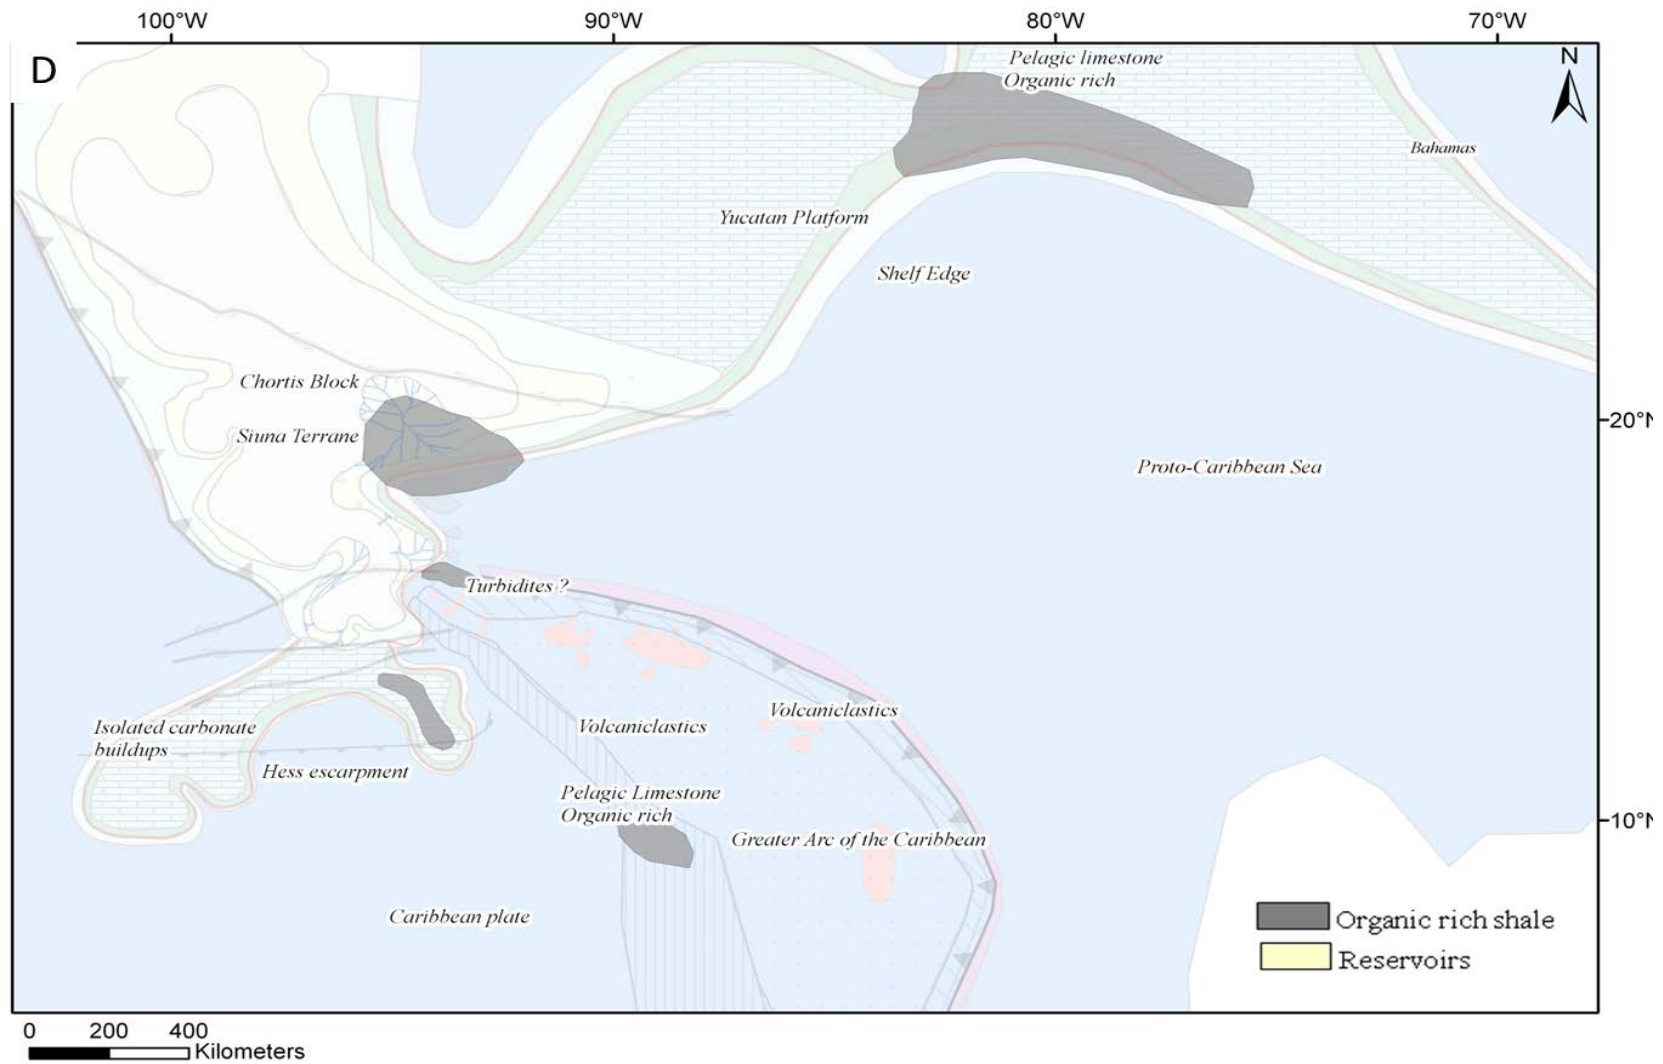 100°W
90°W
80°W
70°W
D
Pelagic limestone
Organic rich
N
Bahamas
Yucatan Platform
Shelf Edge
Chortis Block
Siuna Terrane
20°N
Proto-Caribbean Sea
Turbidites ?
Isolated carbonate
buildups
Volcaniclastics
Volcaniclastics
Hess escarpment
Pelagic Limestone
Organic rich
10°N
Greater Arc of the Caribbean
Caribbean plate
Organic rich shale
Reservoirs
0
200
400
Kilometers